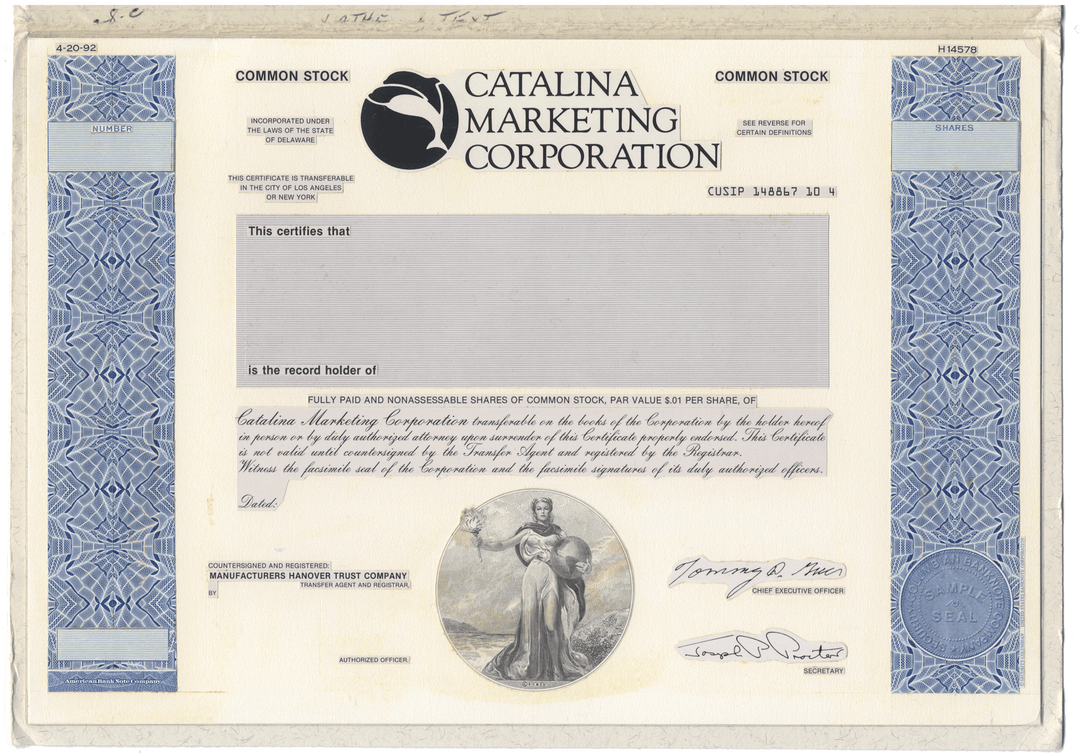 4-20-92
H14578
COMMON STOCK
CATALINA
MARKETING
CORPORATION
COMMON STOCK
NUMBER
INCORPORATED UNDER
THE LAWS OF THE STATE
OF DELAWARE
SEE REVERSE FOR
CERTAIN DEFINITIONS
SHARES
THIS CERTIFICATE IS TRANSFERABLE
IN THE CITY OF LOS ANGELES
OR NEW YORK
CUSIP 148867 10 4
This certifies that
is the record holder of
FULLY PAID AND NONASSESSABLE SHARES OF COMMON STOCK, PAR VALUE $.01 PER SHARE, OF
Catalina Marketing Corporation transferable on the books of the Corporation by the holder hereof
in person or by duly authorized attorney upon surrender of this Certificate properly endorsed. This Certificate
is not valid until countersigned by the Transfer Agent and registered by the Registrar.
Witness the facsimile seal of the Corporation and the facsimile signatures of its duly authorized officers.
Dated:
COUNTERSIGNED AND REGISTERED:
MANUFACTURERS HANOVER TRUST COMPANY
TRANSFER AGENT AND REGISTRAR,
BY
AUTHORIZED OFFICER.
Tommy D.
CHIEF EXECUTIVE OFFICER
Joseph P. Procter
SECRETARY
SAMPLE
SEAL
American Bank Note Company